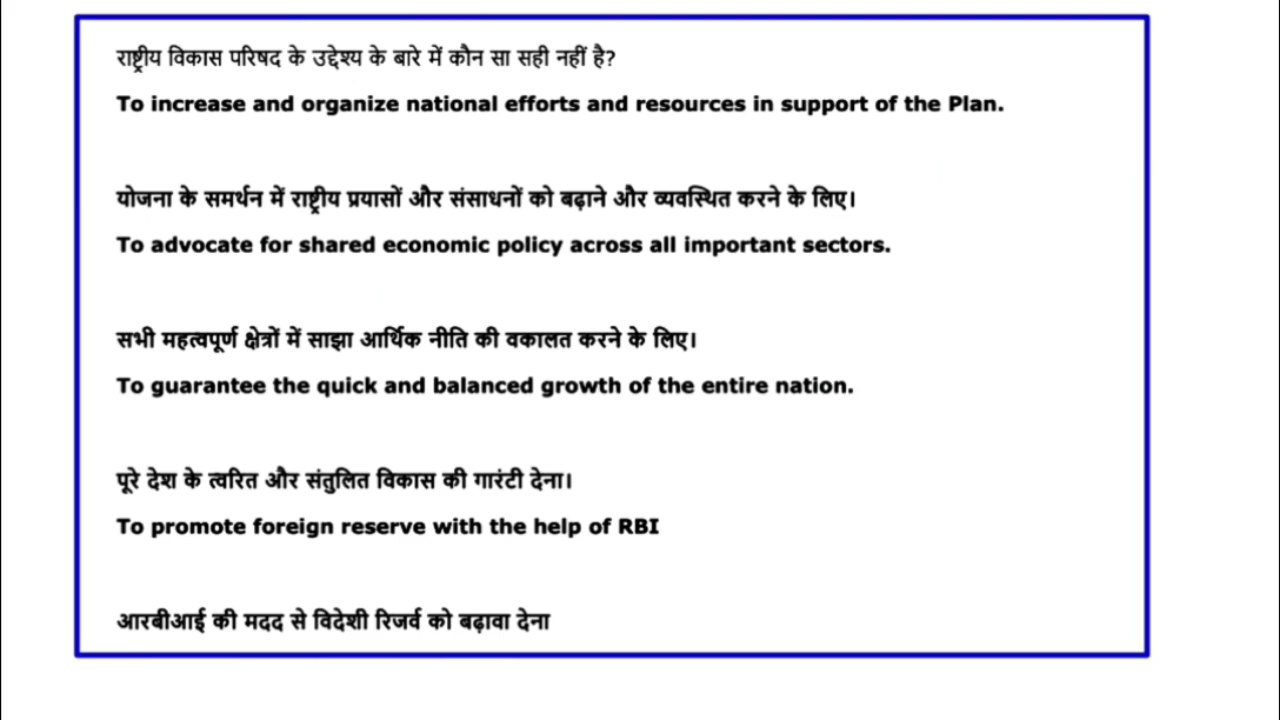 राष्ट्रीय विकास परिषद के उद्देश्य के बारे में कौन सा सही नहीं है?
To increase and organize national efforts and resources in support of the Plan.
योजना के समर्थन में राष्ट्रीय प्रयासों और संसाधनों को बढ़ाने और व्यवस्थित करने के लिए।
To advocate for shared economic policy across all important sectors.
सभी महत्वपूर्ण क्षेत्रों में साझा आर्थिक नीति की वकालत करने के लिए।
To guarantee the quick and balanced growth of the entire nation.
पूरे देश के त्वरित और संतुलित विकास की गारंटी देना।
To promote foreign reserve with the help of RBI
आरबीआई की मदद से विदेशी रिजर्व को बढ़ावा देना